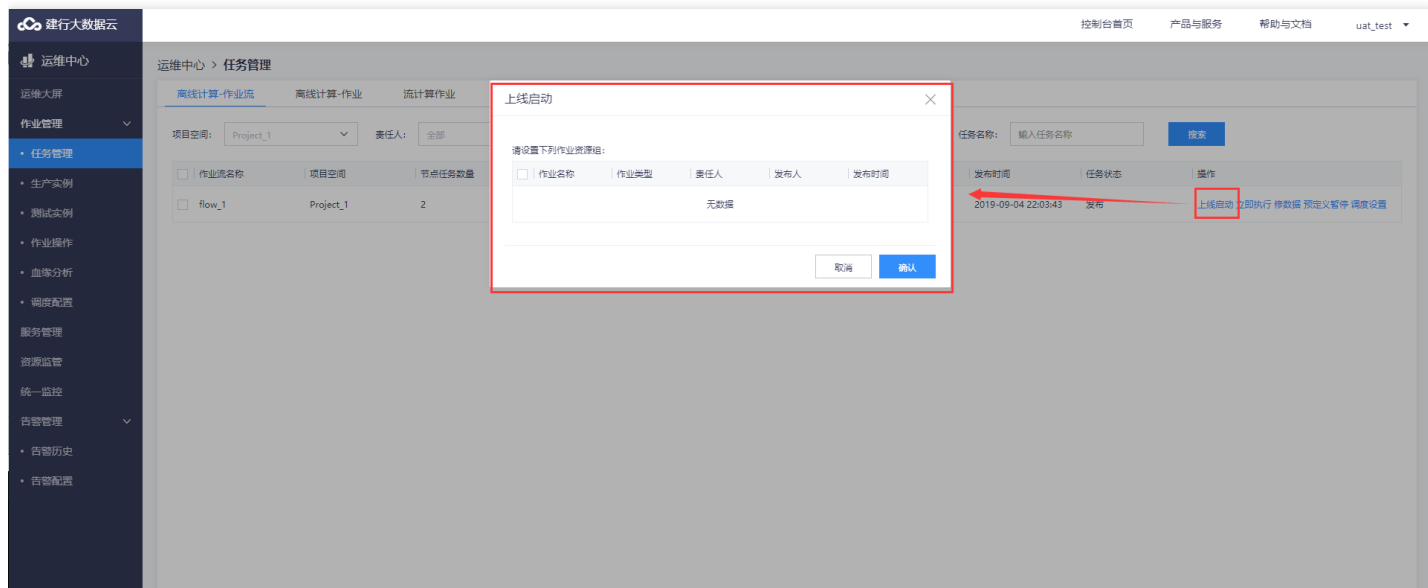 建行大数据云
控制台首页 产品与服务 帮助与文档 uat_test
运维中心
运维大屏
作业管理
• 任务管理
• 生产实例
• 测试实例
• 作业操作
• 血缘分析
• 调度配置
服务管理
资源监管
统一监控
告警管理
• 告警历史
• 告警配置
运维中心 > 任务管理
离线计算-作业流 离线计算-作业 流计算作业
项目空间: Project_1 责任人: 全部 任务名称: 输入任务名称 搜索
作业流名称 项目空间 节点任务数量 发布时间 任务状态 操作
flow_1 Project_1 2 2019-09-04 22:03:43 发布 上线启动 立即执行 修数据 预定义暂停 调度设置
上线启动
请设置下列作业资源组:
作业名称 作业类型 责任人 发布人 发布时间
无数据
取消 确认